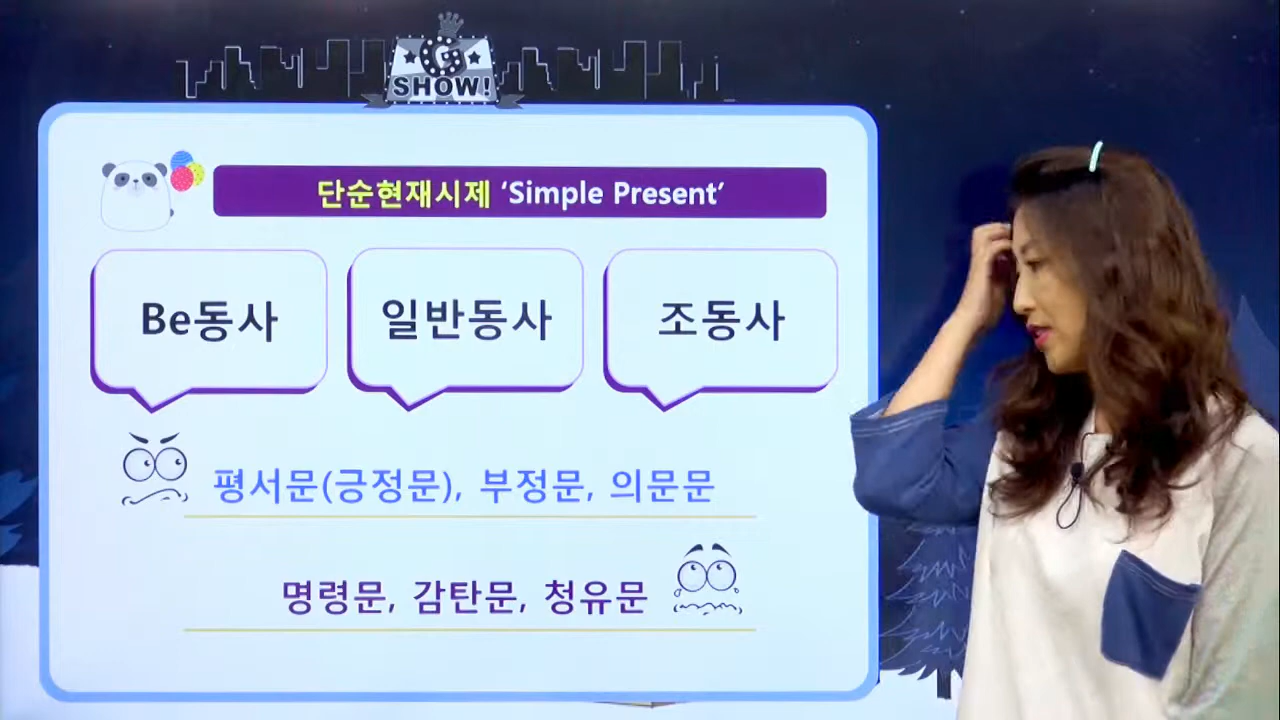 G
SHOW!
단순현재시제 ‘Simple Present’
Be동사
일반동사
조동사
평서문(긍정문), 부정문, 의문문
명령문, 감탄문, 청유문